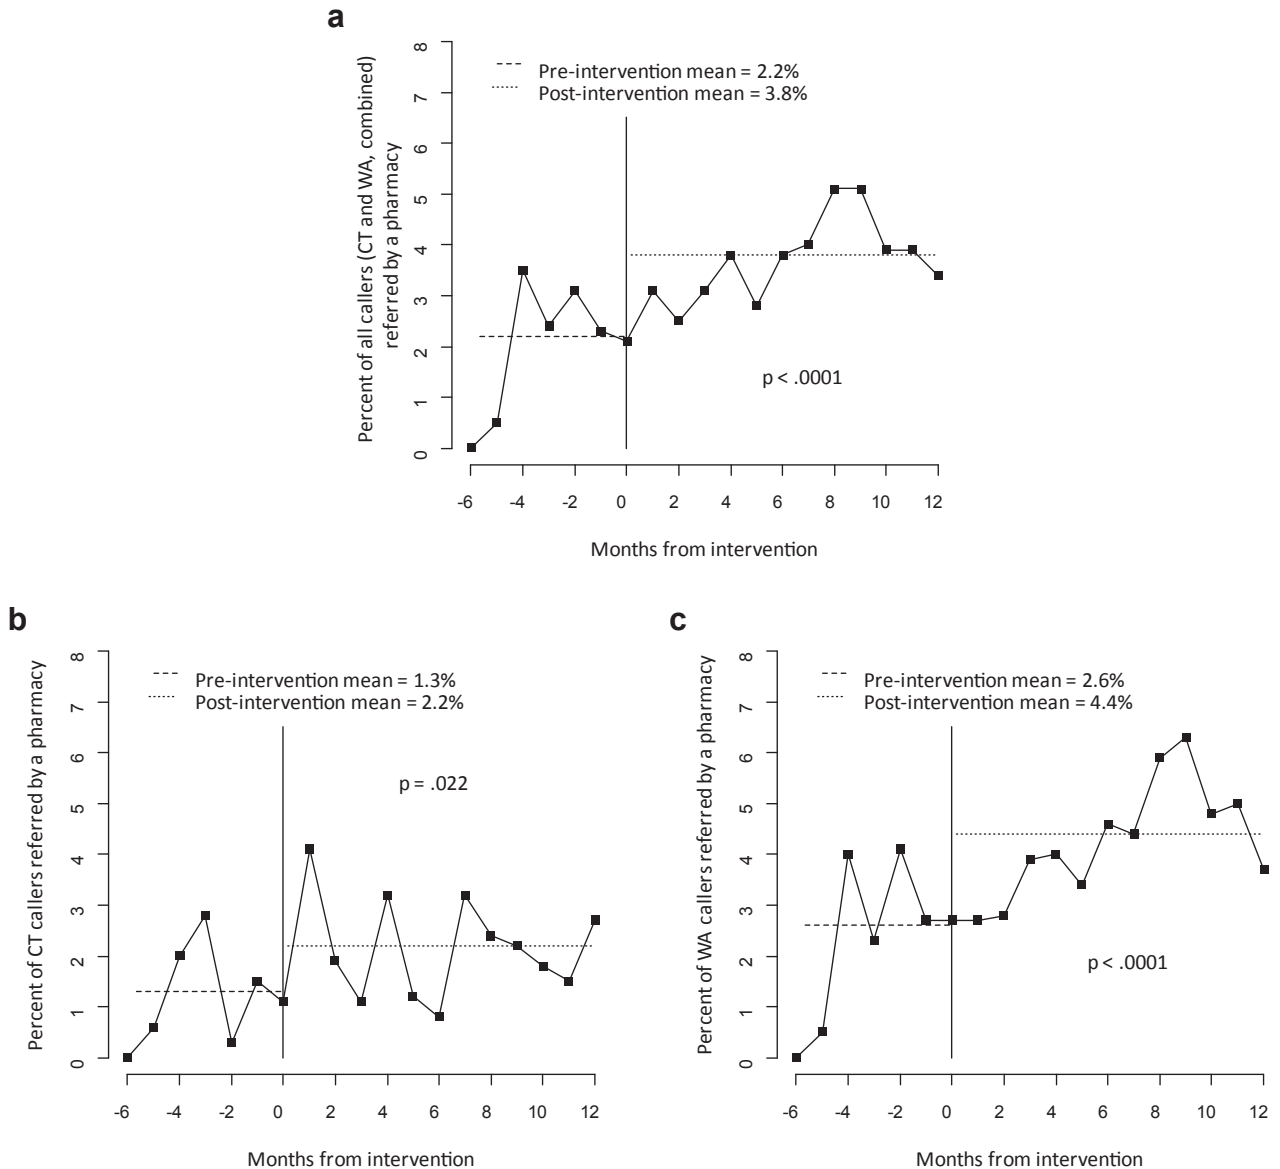 a
Percent of all callers (CT and WA, combined)
referred by a pharmacy
8
7
6
5
4
3
2
1
0
Pre-intervention mean = 2.2%
Post-intervention mean = 3.8%
p < .0001
-6 -4 -2 0 2 4 6 8 10 12
Months from intervention
b
Percent of CT callers referred by a pharmacy
8
7
6
5
4
3
2
1
0
Pre-intervention mean = 1.3%
Post-intervention mean = 2.2%
p = .022
-6 -4 -2 0 2 4 6 8 10 12
Months from intervention
c
Percent of WA callers referred by a pharmacy
8
7
6
5
4
3
2
1
0
Pre-intervention mean = 2.6%
Post-intervention mean = 4.4%
p < .0001
-6 -4 -2 0 2 4 6 8 10 12
Months from intervention